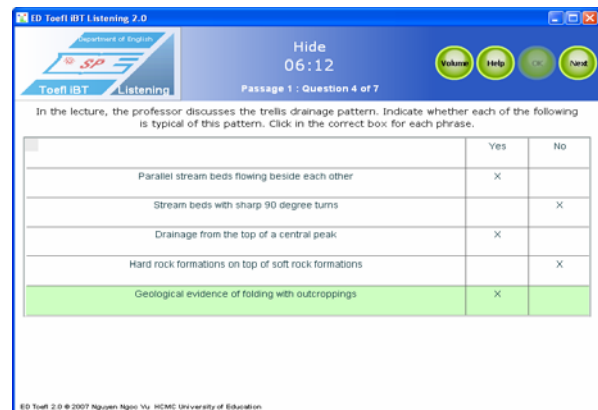 ED Toefl iBT Listening 2.0
Department of English
SP
Toefl iBT Listening
Hide
06:12
Passage 1 : Question 4 of 7
Volume Help OK Next
In the lecture, the professor discusses the trellis drainage pattern. Indicate whether each of the following
is typical of this pattern. Click in the correct box for each phrase.
Yes No
Parallel stream beds flowing beside each other X
Stream beds with sharp 90 degree turns X
Drainage from the top of a central peak X
Hard rock formations on top of soft rock formations X
Geological evidence of folding with outcroppings X
ED Toefl 2.0 © 2007 Nguyen Ngoc Vu HCMC University of Education